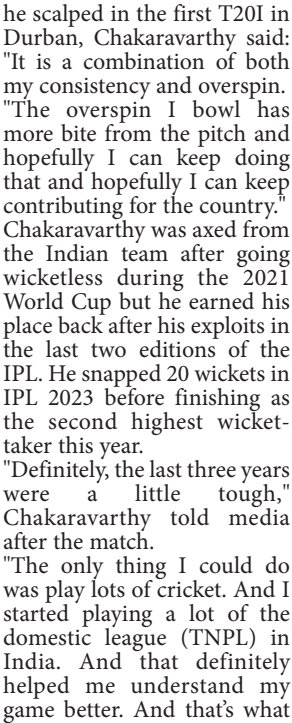 he scalped in the first T20I in
Durban, Chakaravarthy said:
"It is a combination of both
my consistency and overspin.
"The overspin I bowl has
more bite from the pitch and
hopefully I can keep doing
that and hopefully I can keep
contributing for the country."
Chakaravarthy was axed from
the Indian team after going
wicketless during the 2021
World Cup but he earned his
place back after his exploits in
the last two editions of the
IPL. He snapped 20 wickets in
IPL 2023 before finishing as
the second highest wicket-
taker this year.
"Definitely, the last three years
were a little tough,"
Chakaravarthy told media
after the match.
"The only thing I could do
was play lots of cricket. And I
started playing a lot of the
domestic league (TNPL) in
India. And that definitely
helped me understand my
game better. And that’s what